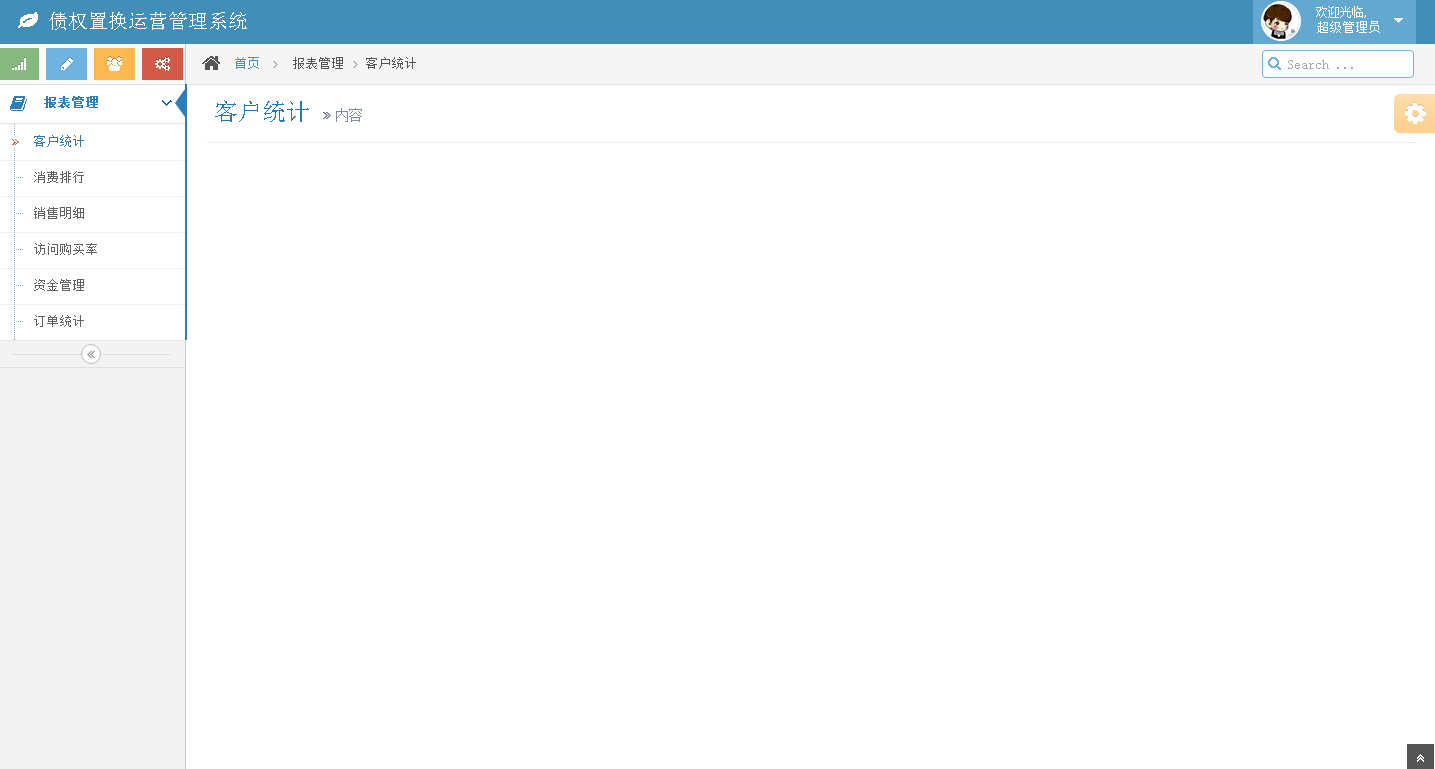 债权置换运营管理系统
欢迎光临,
超级管理员
首页
报表管理
客户统计
Search ...
报表管理
客户统计
消费排行
销售明细
访问购买率
资金管理
订单统计
客户统计 » 内容